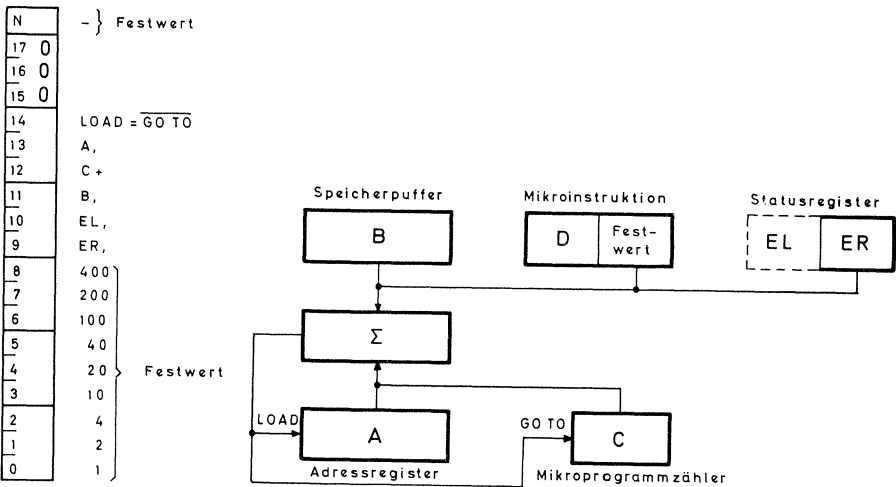 N – } Festwert
17 0
16 0
15 0
14 LOAD = GO TO
13 A,
12 C +
11 B,
10 EL,
9 ER,
8 400
7 200
6 100
5 40
4 20
3 10
2 4
1 2
0 1
Festwert
Speicherpuffer
B
Mikroinstruktion
D
Fest-
wert
Statusregister
EL ER
Σ
LOAD
A
Adressregister
GO TO
C
Mikroprogrammzähler